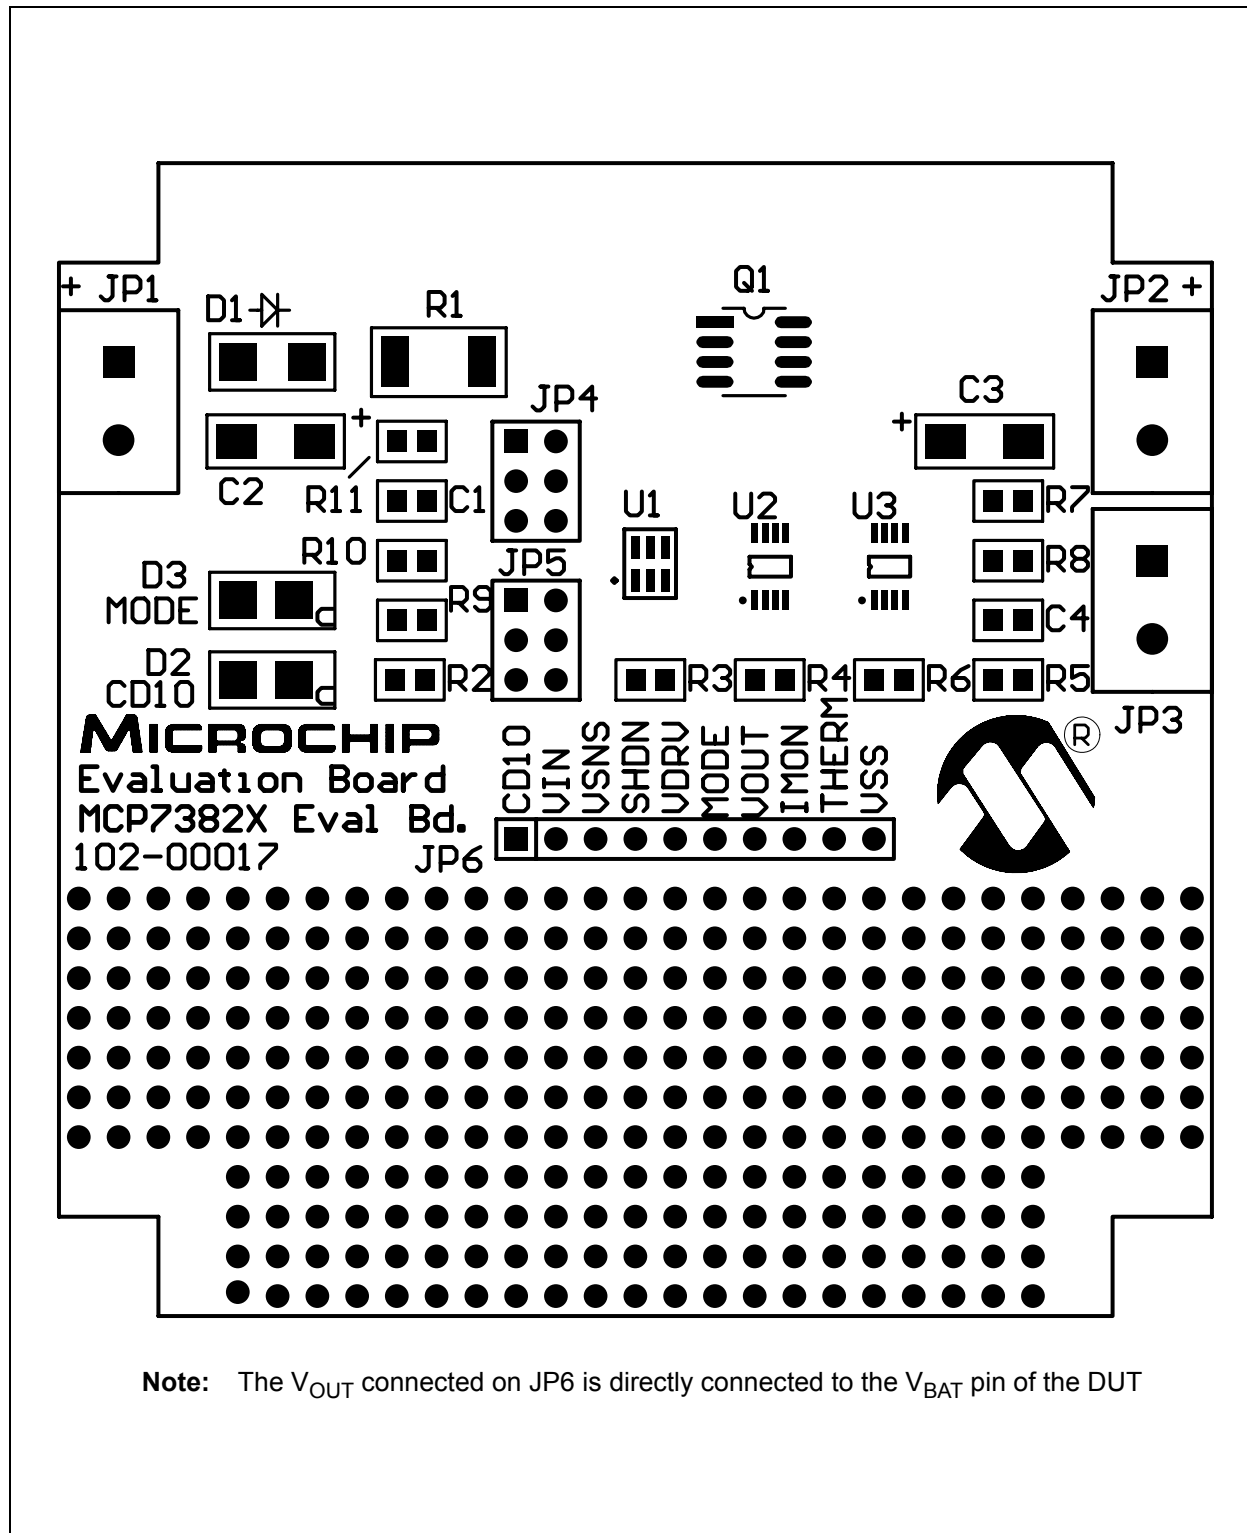 Q1
+ JP1
JP2 +
D1
R1
JP4
C3
+
+
C2
R11
C1
U1
U2
U3
R7
R10
JP5
R8
D3
MODE
R9
C4
D2
CD10
R2
R3
R4
R6
R5
JP3
MICROCHIP
®
Evaluation Board
MCP7382X Eval Bd.
102-00017
JP6
CD10
VIN
VSNS
SHDN
VDRV
MODE
VOUT
IMON
THERM
VSS
Note: The VOUT connected on JP6 is directly connected to the VBAT pin of the DUT